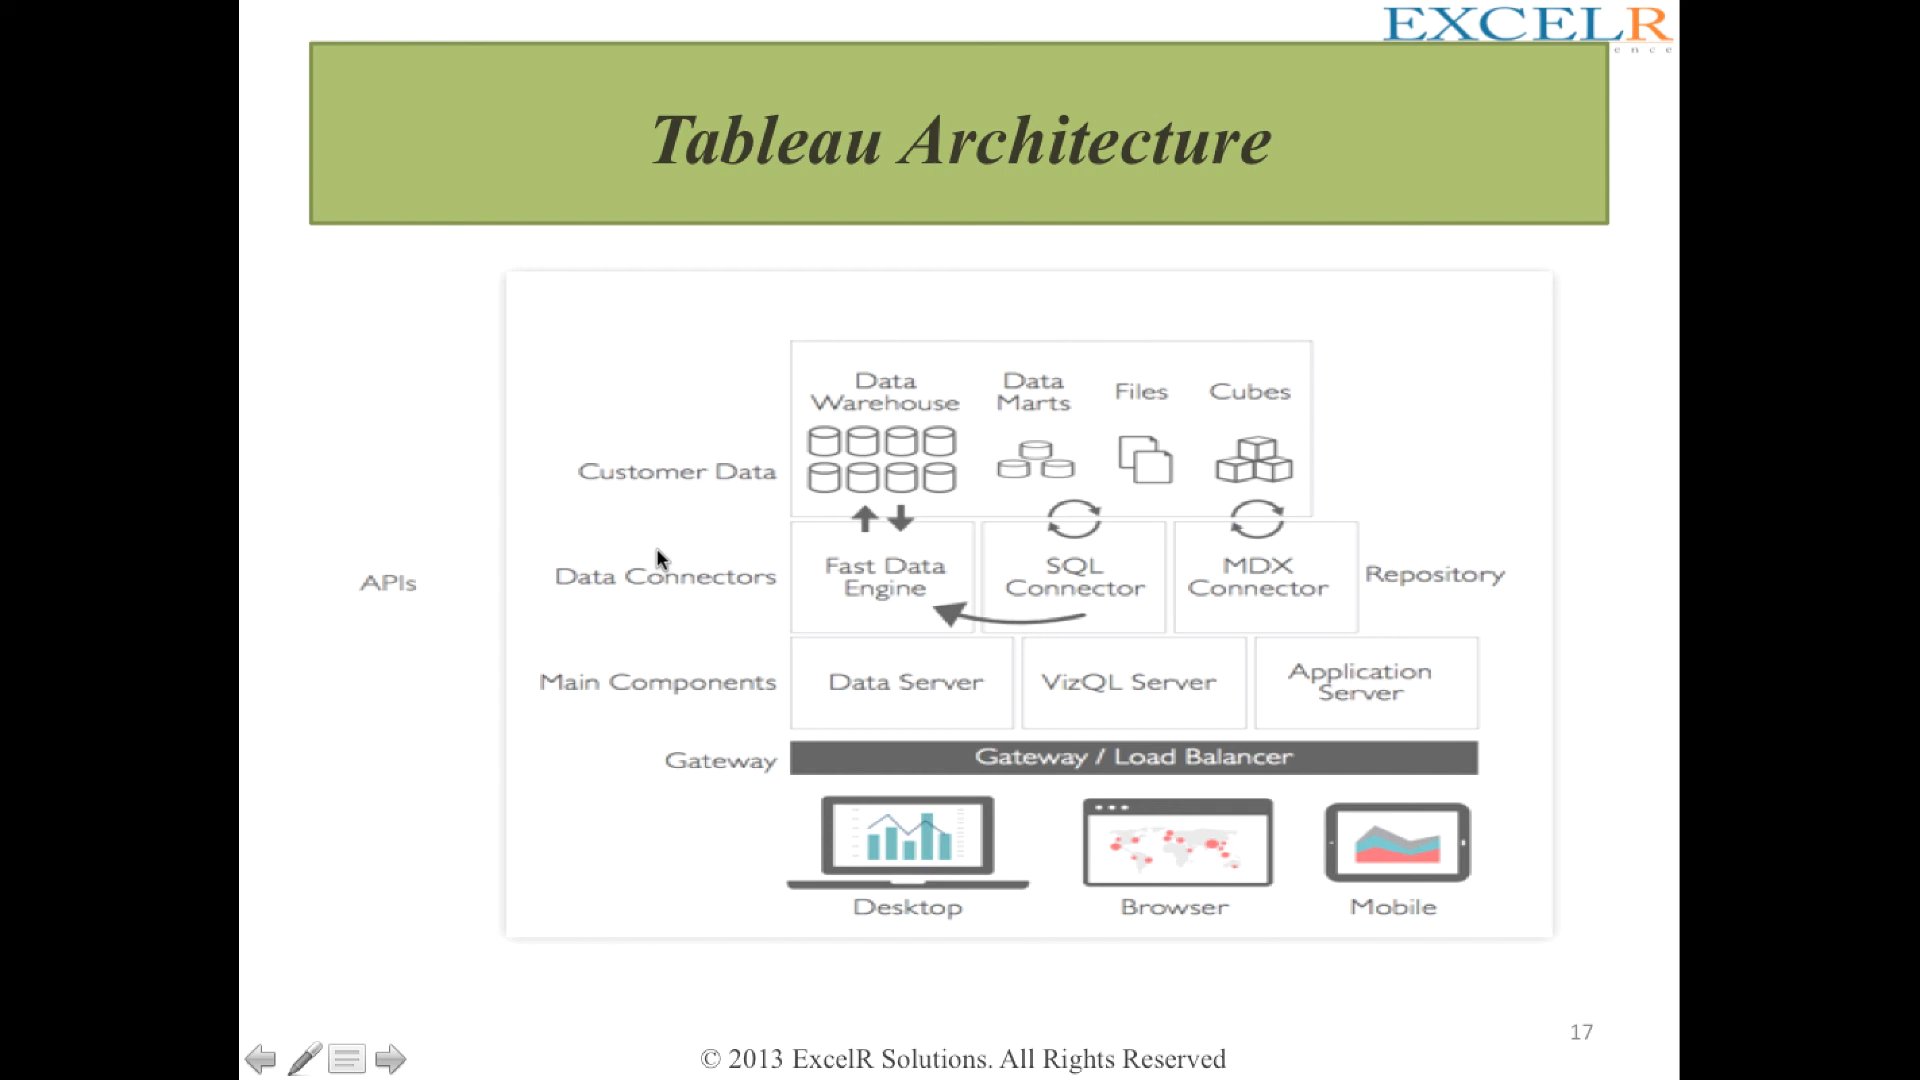 EXCELR
ence
Tableau Architecture
Data
Warehouse
Data
Marts
Files
Cubes
Customer Data
APIs
Data Connectors
Fast Data
Engine
SQL
Connector
MDX
Connector
Repository
Main Components
Data Server
VizQL Server
Application
Server
Gateway
Gateway / Load Balancer
Desktop
Browser
Mobile
17
© 2013 ExcelR Solutions. All Rights Reserved